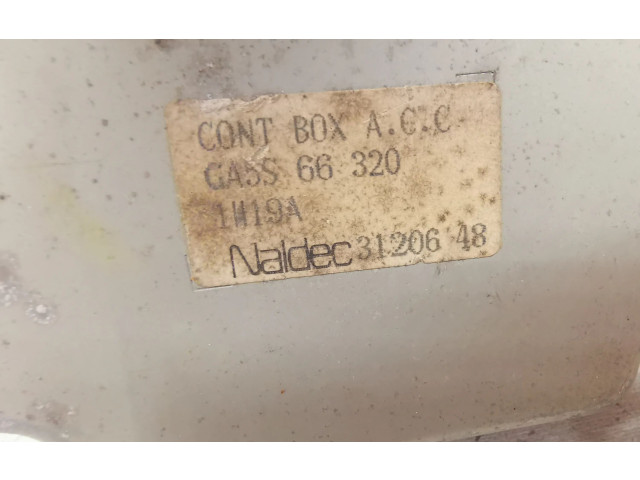 CONT BOX A.C.C
GA5S 66 320
1W19A
Naldec 31206 48